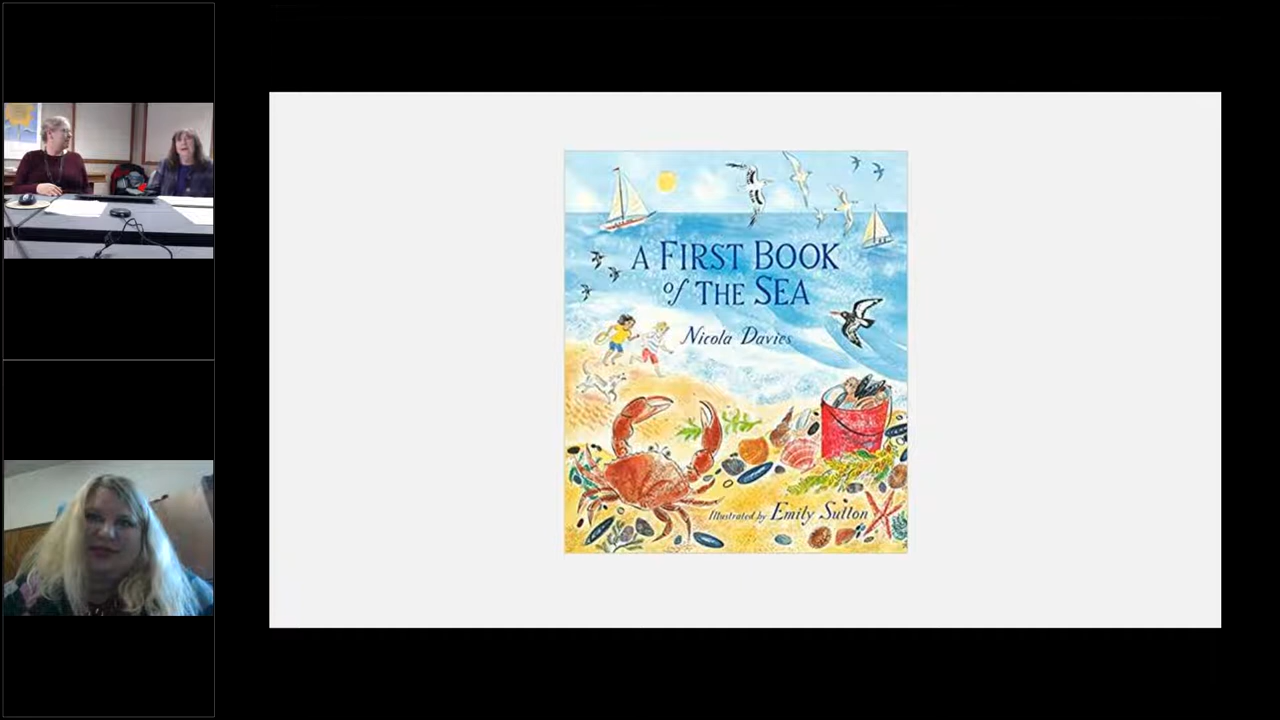 A FIRST BOOK
of THE SEA
Nicola Davies
Illustrated by Emily Sutton